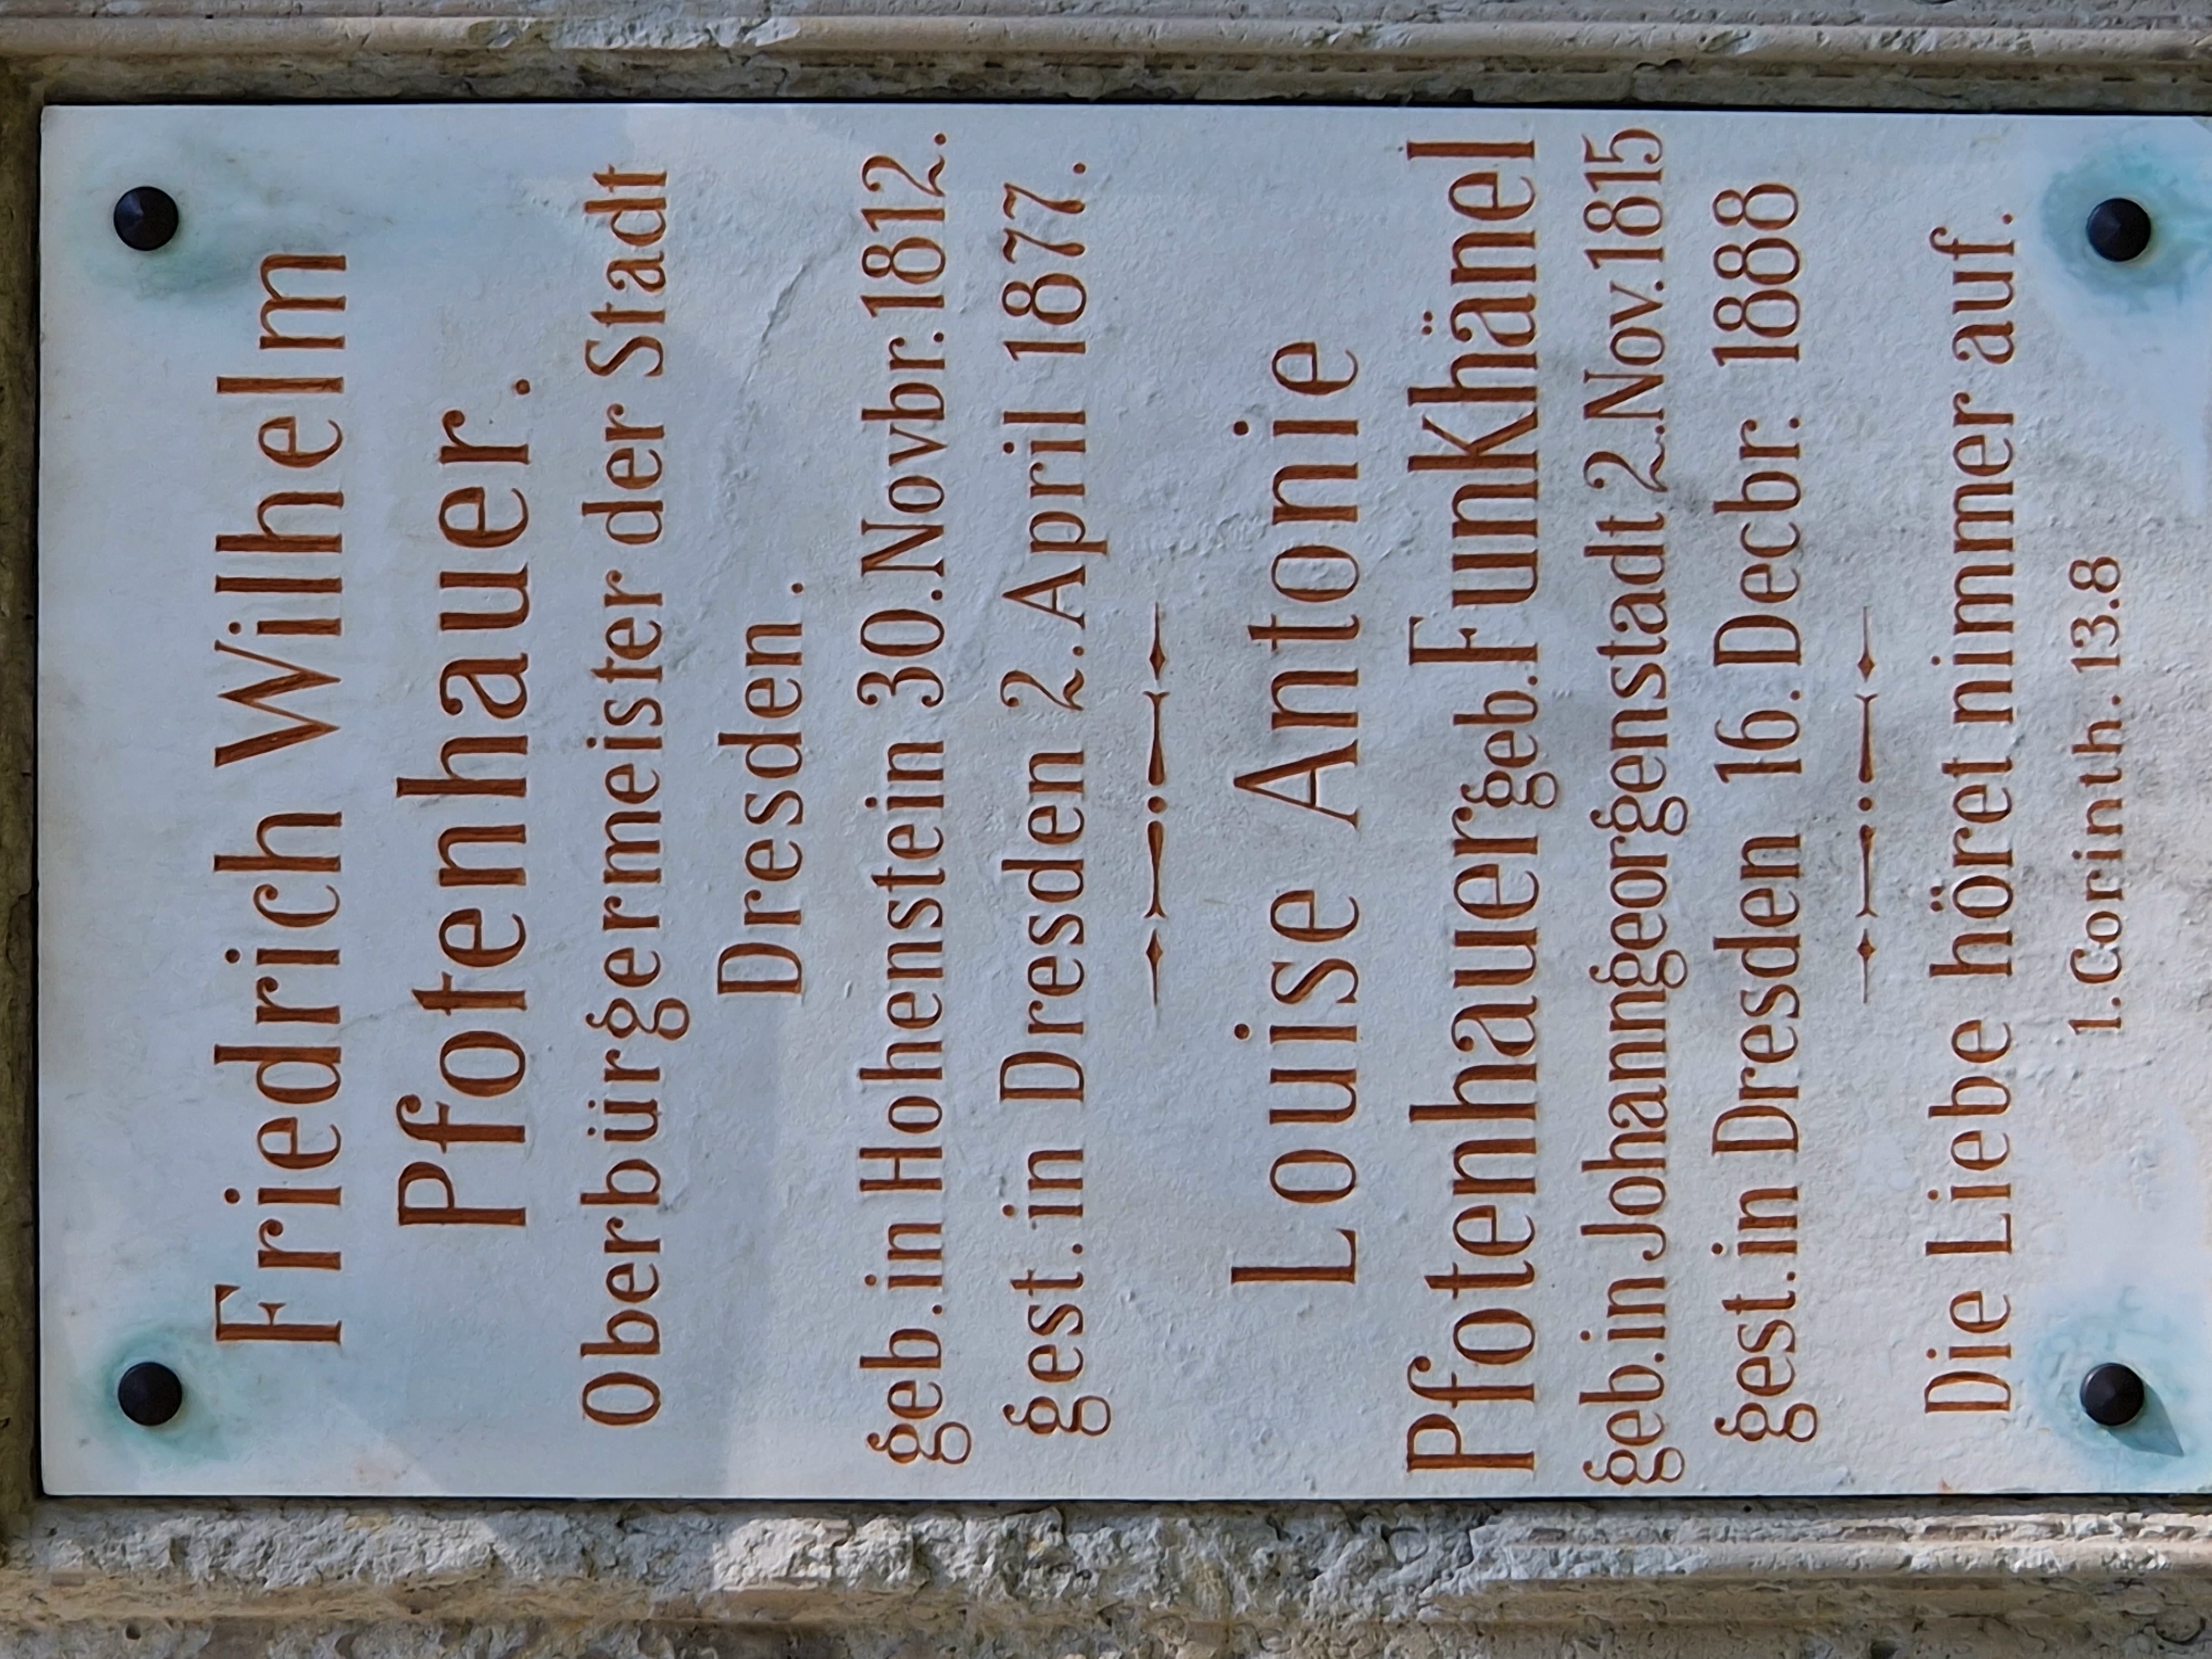 Friedrich Wilhelm
Pfotenhauer.
Oberbürgermeister der Stadt
Dresden.
geb. in Hohenstein 30. Novbr. 1812.
gest. in Dresden 2. April 1877.
Louise Antonie
Pfotenhauer geb. Funkhänel
geb. in Johanngeorgenstadt 2. Nov. 1815
gest. in Dresden 16. Decbr. 1888
Die Liebe höret nimmer auf.
1. Corinth. 13.8